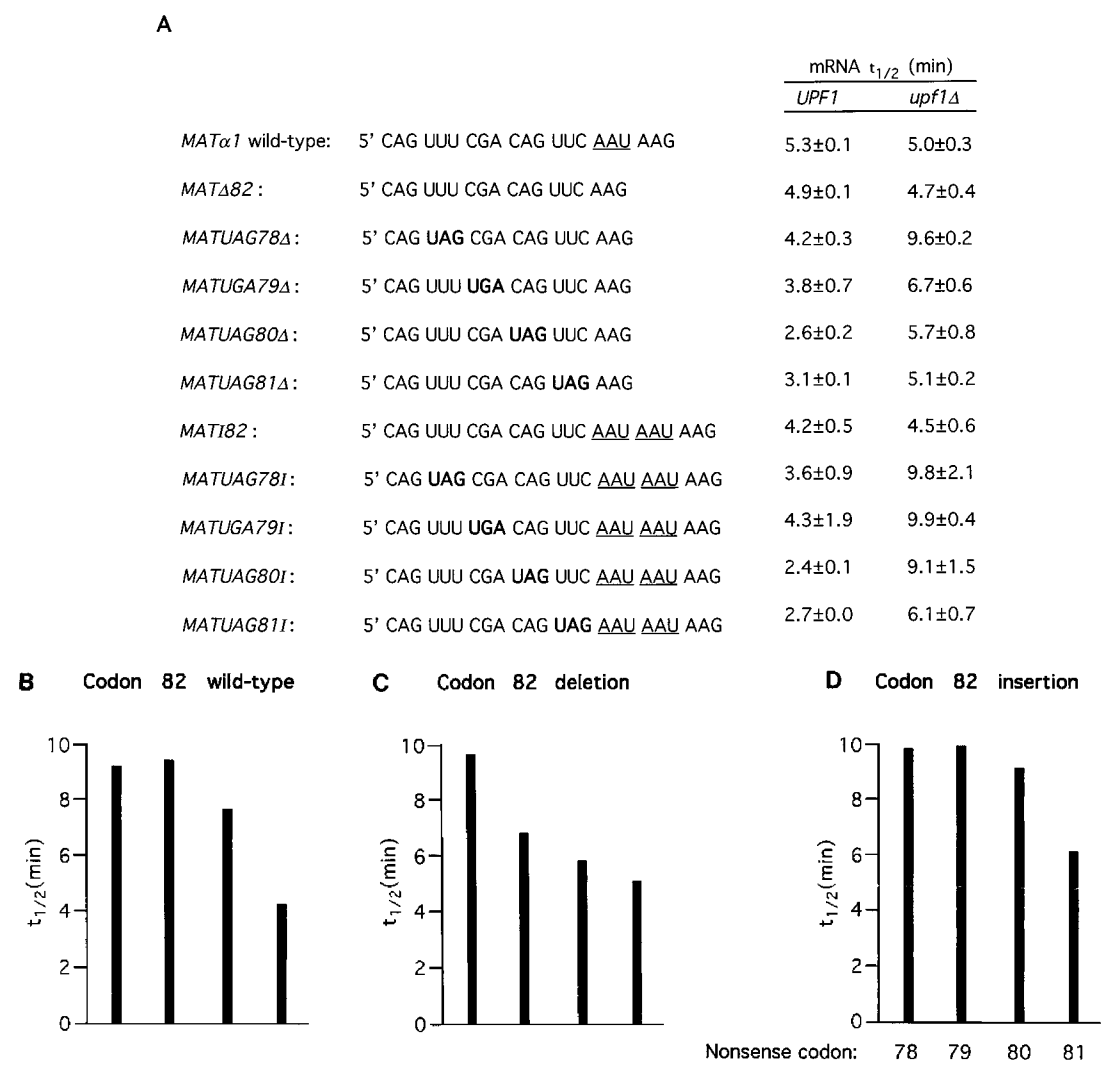 A
mRNA t1/2 (min)
UPF1 upf1Δ
MATα1 wild-type: 5' CAG UUU CGA CAG UUC AAU AAG 5.3±0.1 5.0±0.3
MATΔ82 : 5' CAG UUU CGA CAG UUC AAG 4.9±0.1 4.7±0.4
MATUAG78Δ: 5' CAG UAG CGA CAG UUC AAG 4.2±0.3 9.6±0.2
MATUGA79Δ: 5' CAG UUU UGA CAG UUC AAG 3.8±0.7 6.7±0.6
MATUAG80Δ: 5' CAG UUU CGA UAG UUC AAG 2.6±0.2 5.7±0.8
MATUAG81Δ: 5' CAG UUU CGA CAG UAG AAG 3.1±0.1 5.1±0.2
MATI82 : 5' CAG UUU CGA CAG UUC AAU AAU AAG 4.2±0.5 4.5±0.6
MATUAG78I: 5' CAG UAG CGA CAG UUC AAU AAU AAG 3.6±0.9 9.8±2.1
MATUGA79I: 5' CAG UUU UGA CAG UUC AAU AAU AAG 4.3±1.9 9.9±0.4
MATUAG80I: 5' CAG UUU CGA UAG UUC AAU AAU AAG 2.4±0.1 9.1±1.5
MATUAG81I: 5' CAG UUU CGA CAG UAG AAU AAU AAG 2.7±0.0 6.1±0.7
B Codon 82 wild-type
10
8
6
4
2
0
t1/2(min)
C Codon 82 deletion
10
8
6
4
2
0
t1/2(min)
D Codon 82 insertion
10
8
6
4
2
0
t1/2(min)
Nonsense codon: 78 79 80 81